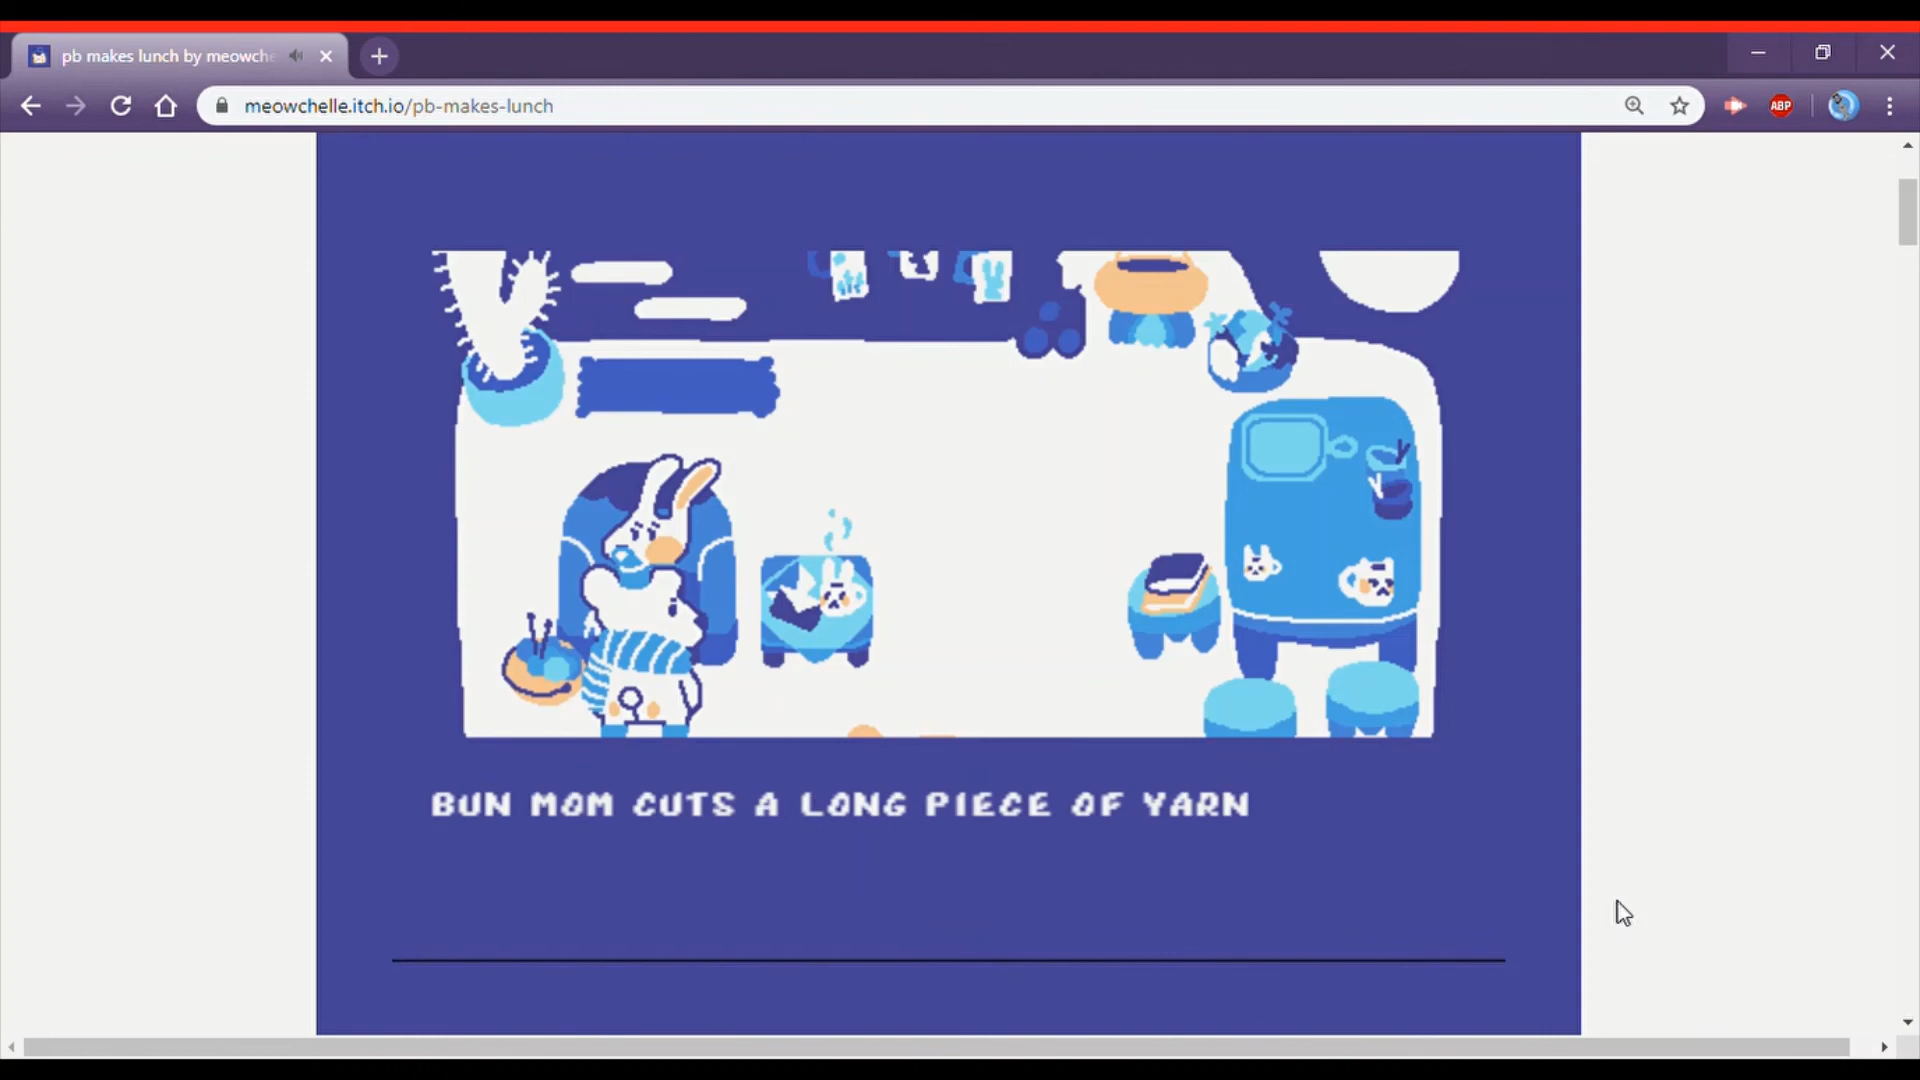 pb makes lunch by meowche
meowchelle.itch.io/pb-makes-lunch
ABP
BUN MOM CUTS A LONG PIECE OF YARN